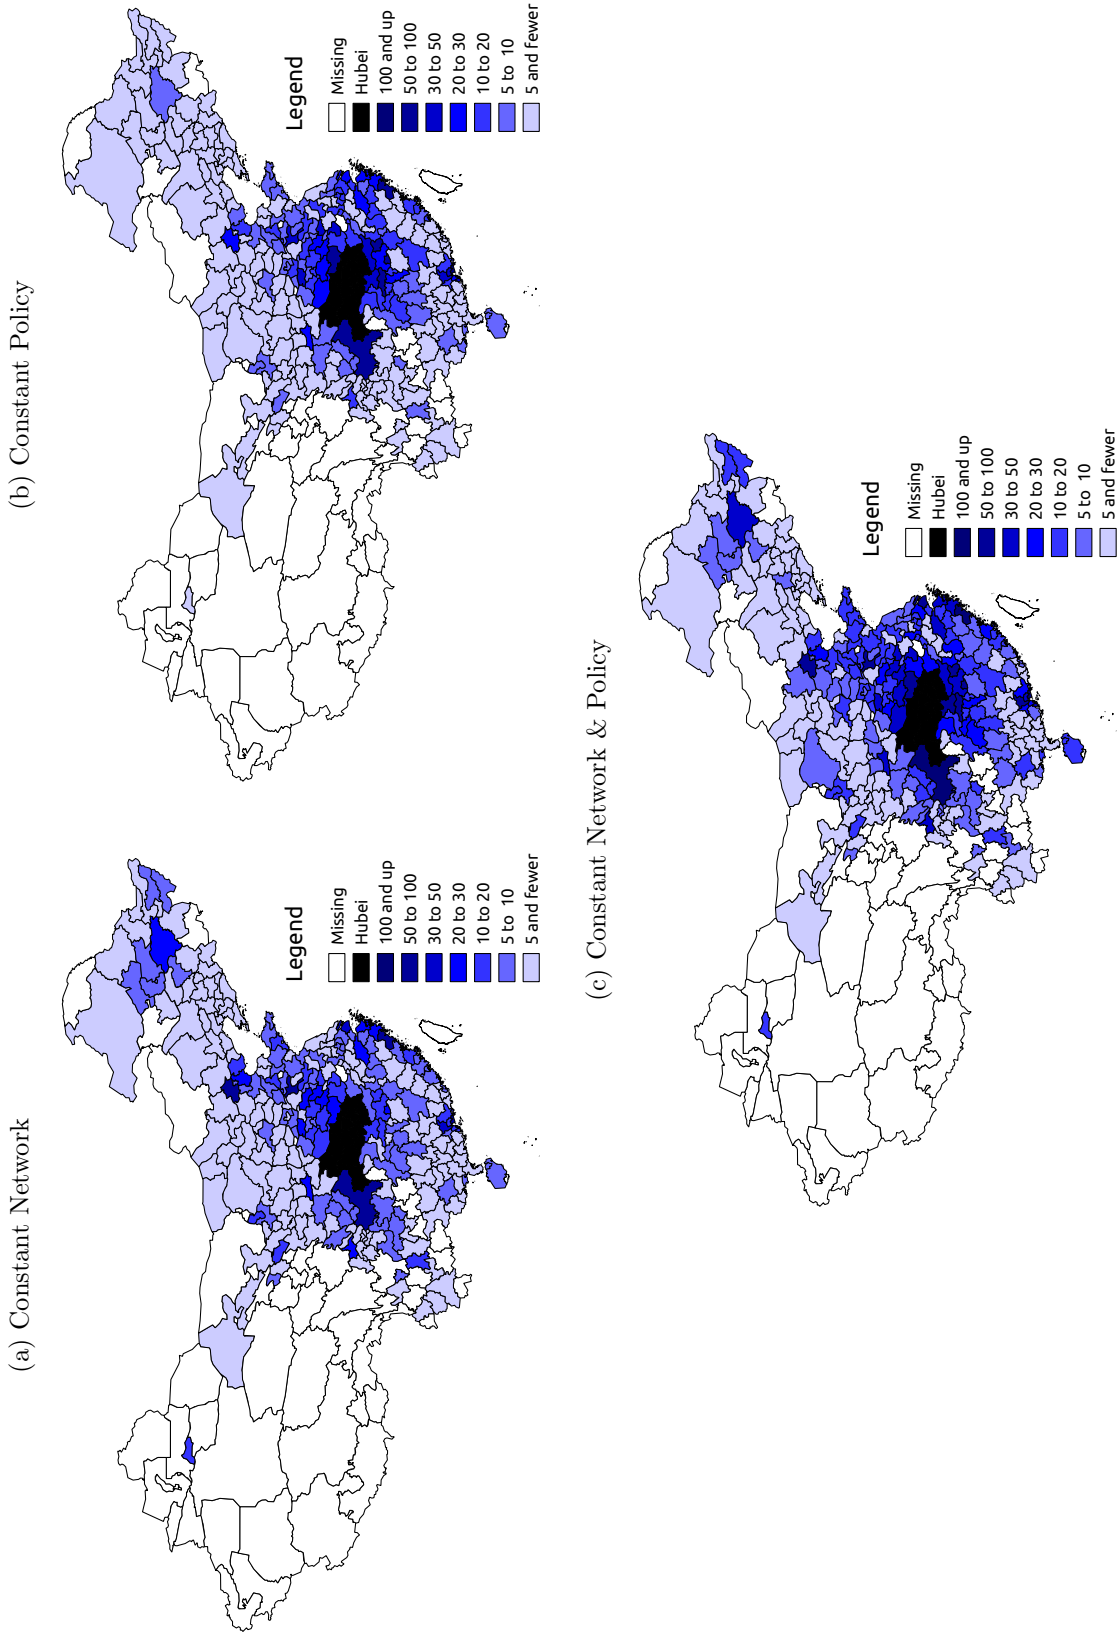 (a) Constant Network
Legend
Missing
Hubei
100 and up
50 to 100
30 to 50
20 to 30
10 to 20
5 to 10
5 and fewer
(b) Constant Policy
Legend
Missing
Hubei
100 and up
50 to 100
30 to 50
20 to 30
10 to 20
5 to 10
5 and fewer
(c) Constant Network & Policy
Legend
Missing
Hubei
100 and up
50 to 100
30 to 50
20 to 30
10 to 20
5 to 10
5 and fewer